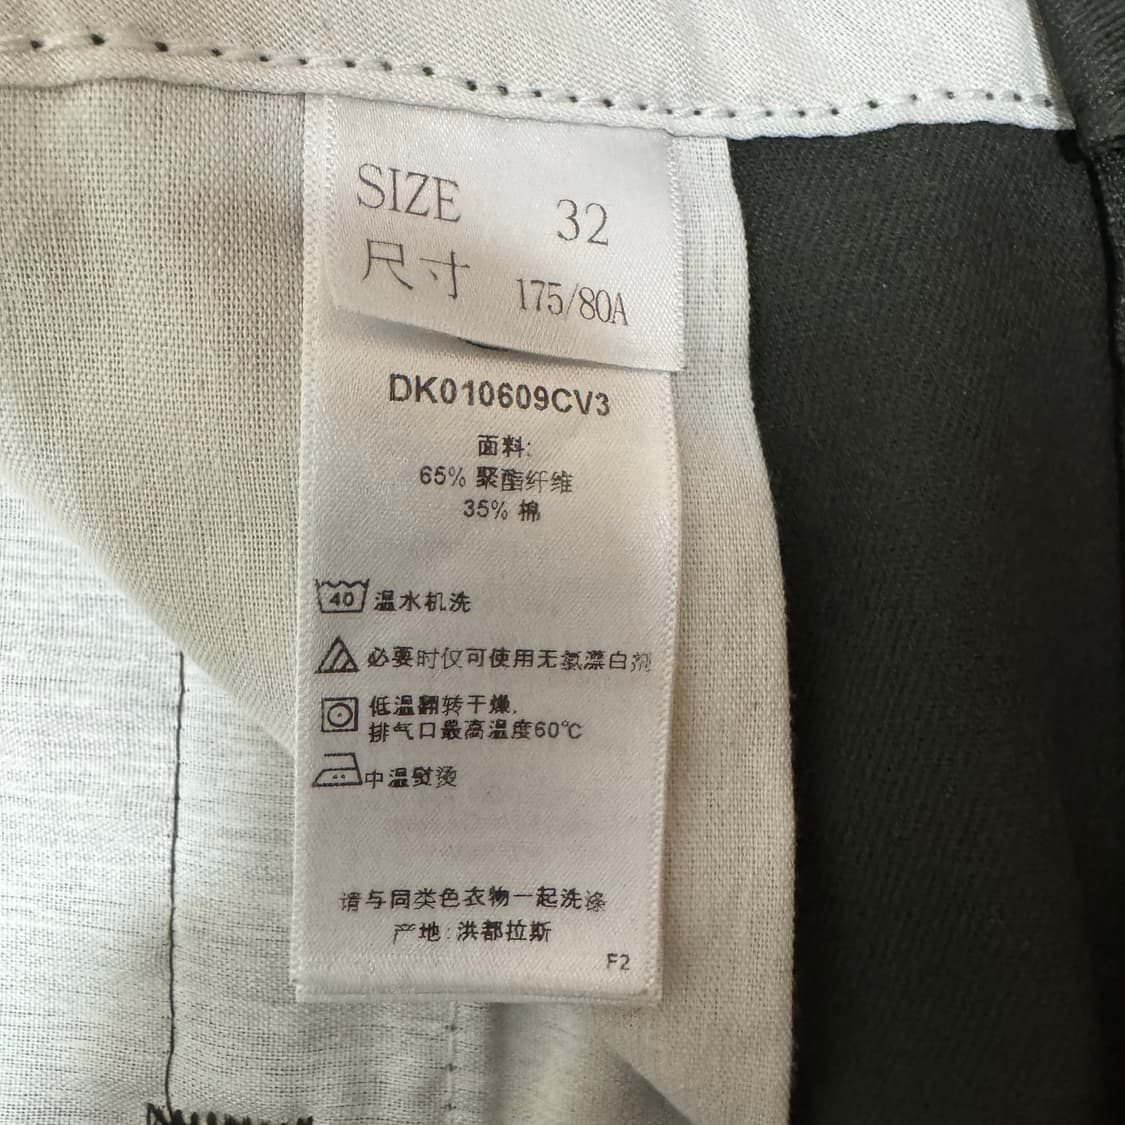 SIZE 32
尺寸 175/80A
DK010609CV3
面料:
65% 聚酯纤维
35% 棉
40 温水机洗
必要时仅可使用无氯漂白剂
低温翻转干燥,
排气口最高温度60℃
中温熨烫
请与同类色衣物一起洗涤
产地:洪都拉斯
F2